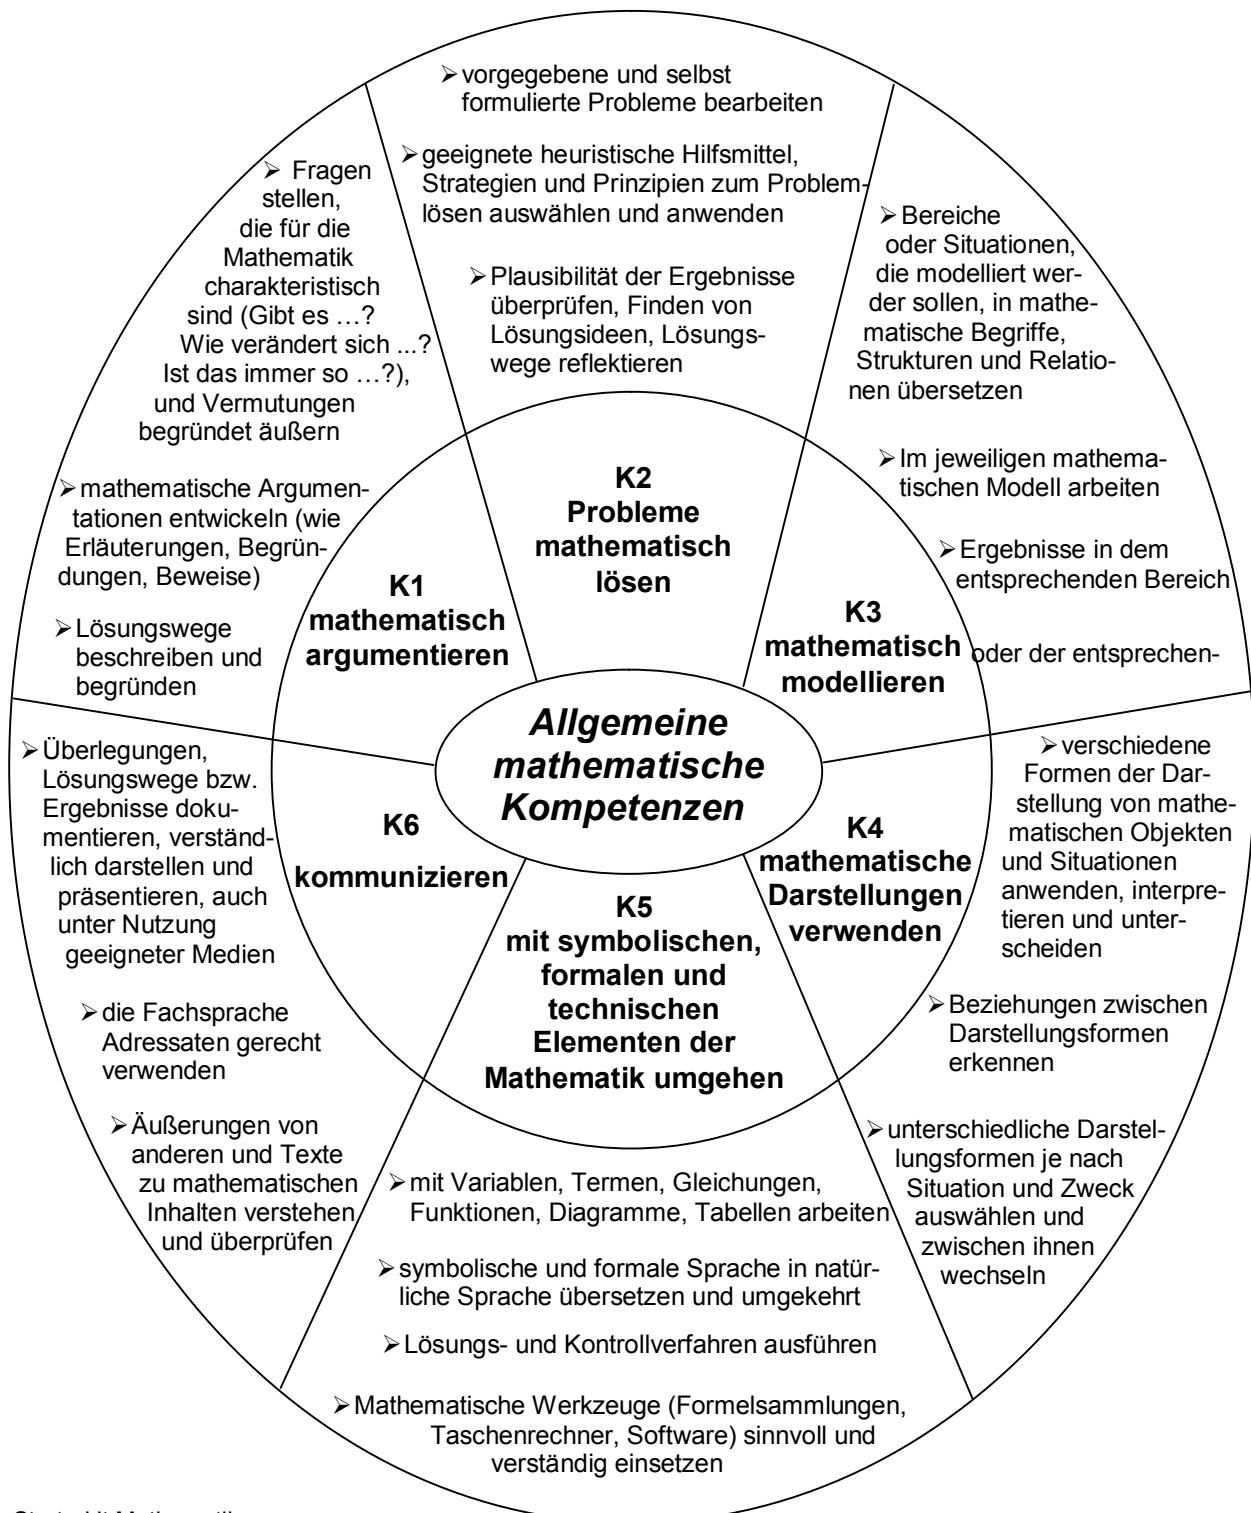 vorgegebene und selbst
formulierte Probleme bearbeiten
geeignete heuristische Hilfsmittel,
Strategien und Prinzipien zum Problem-
lösen auswählen und anwenden
Plausibilität der Ergebnisse
überprüfen, Finden von
Lösungsideen, Lösungs-
wege reflektieren
Fragen
stellen,
die für die
Mathematik
charakteristisch
sind (Gibt es …?
Wie verändert sich ...?
Ist das immer so …?),
und Vermutungen
begründet äußern
mathematische Argumen-
tationen entwickeln (wie
Erläuterungen, Begrün-
dungen, Beweise)
Lösungswege
beschreiben und
begründen
Bereiche
oder Situationen,
die modelliert wer-
der sollen, in mathe-
matische Begriffe,
Strukturen und Relatio-
nen übersetzen
Im jeweiligen mathema-
tischen Modell arbeiten
Ergebnisse in dem
entsprechenden Bereich
oder der entsprechen-
K2
Probleme
mathematisch
lösen
K1
mathematisch
argumentieren
K3
mathematisch
modellieren
Allgemeine
mathematische
Kompetenzen
K6
kommunizieren
K4
mathematische
Darstellungen
verwenden
K5
mit symbolischen,
formalen und
technischen
Elementen der
Mathematik umgehen
Überlegungen,
Lösungswege bzw.
Ergebnisse doku-
mentieren, verständ-
lich darstellen und
präsentieren, auch
unter Nutzung
geeigneter Medien
die Fachsprache
Adressaten gerecht
verwenden
Äußerungen von
anderen und Texte
zu mathematischen
Inhalten verstehen
und überprüfen
verschiedene
Formen der Dar-
stellung von mathe-
matischen Objekten
und Situationen
anwenden, interpre-
tieren und unter-
scheiden
Beziehungen zwischen
Darstellungsformen
erkennen
unterschiedliche Darstel-
lungsformen je nach
Situation und Zweck
auswählen und
zwischen ihnen
wechseln
mit Variablen, Termen, Gleichungen,
Funktionen, Diagramme, Tabellen arbeiten
symbolische und formale Sprache in natür-
liche Sprache übersetzen und umgekehrt
Lösungs- und Kontrollverfahren ausführen
Mathematische Werkzeuge (Formelsammlungen,
Taschenrechner, Software) sinnvoll und
verständig einsetzen